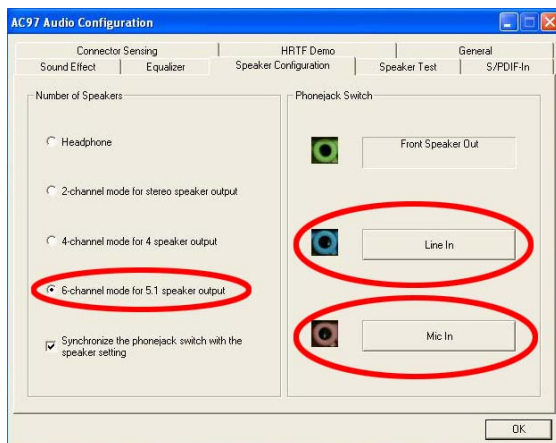 AC97 Audio Configuration
Connector Sensing
HRTF Demo
General
Sound Effect
Equalizer
Speaker Configuration
Speaker Test
S/PDIF-In
Number of Speakers
Headphone
2-channel mode for stereo speaker output
4-channel mode for 4 speaker output
6-channel mode for 5.1 speaker output
Synchronize the phonejack switch with the
speaker setting
Phonejack Switch
Front Speaker Out
Line In
Mic In
OK